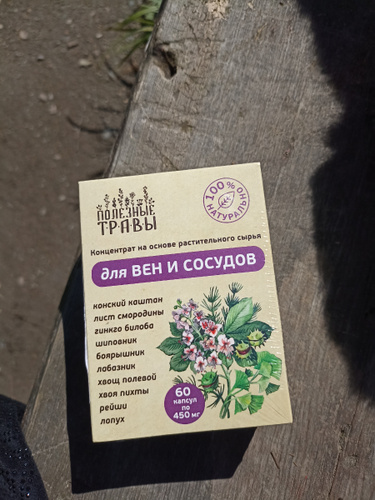 ПОЛЕЗНЫЕ
ТРАВЫ
100% НАТУРАЛЬНО
Концентрат на основе растительного сырья
для ВЕН И СОСУДОВ
конский каштан
лист смородины
гинкго билоба
шиповник
боярышник
лабазник
хвощ полевой
хвоя пихты
рейши
лопух
60
капсул
по
450 мг